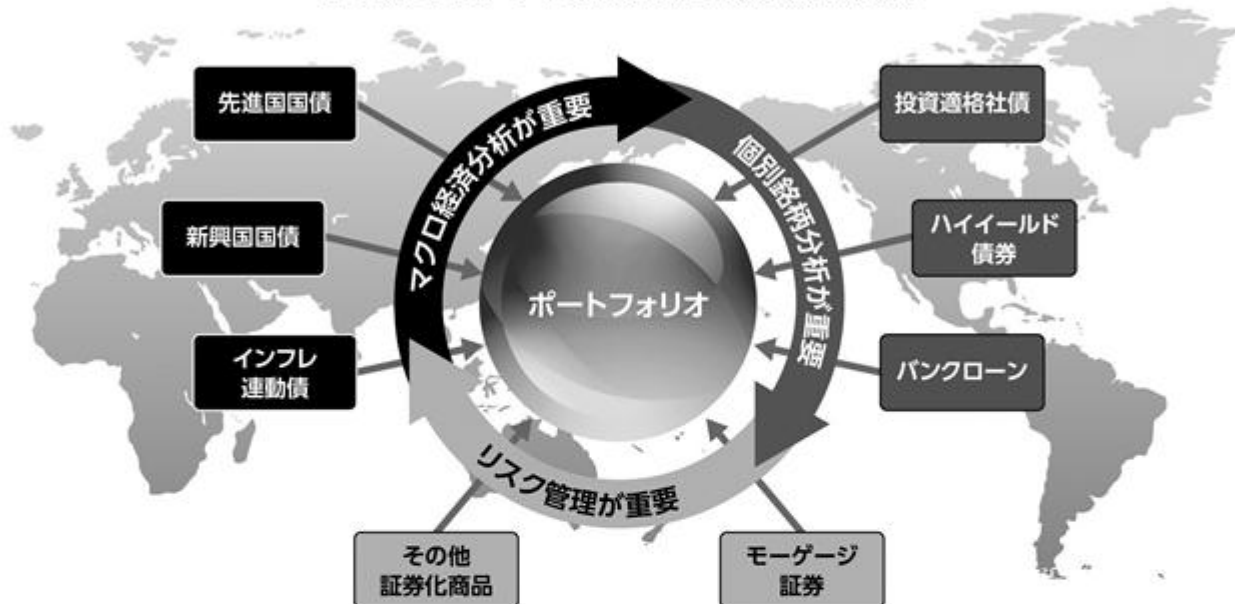 先進国国債
新興国国債
インフレ
連動債
マクロ経済分析が重要
個別銘柄分析が重要
リスク管理が重要
ポートフォリオ
投資適格社債
ハイイールド
債券
バンクローン
その他
証券化商品
モーゲージ
証券